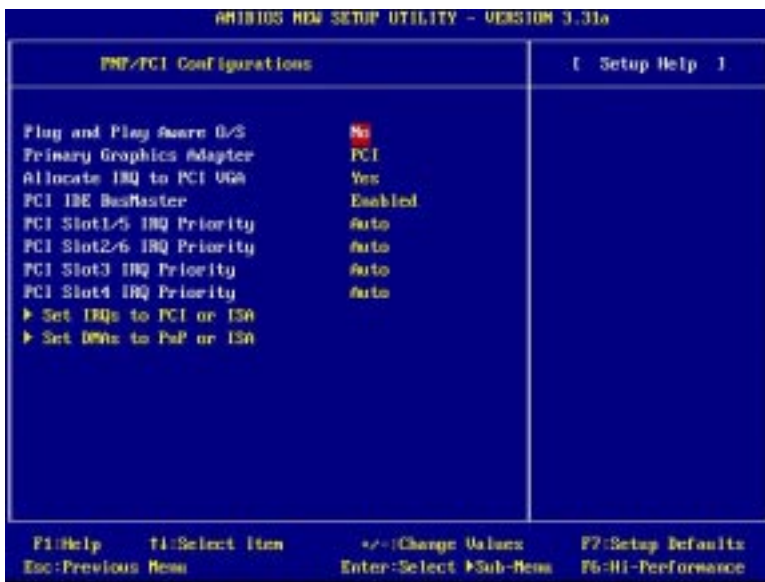 AMIBIOS NEW SETUP UTILITY - VERSION 3.31a
PNP/PCI Configurations
[ Setup Help ]
Plug and Play Aware O/S No
Primary Graphics Adapter PCI
Allocate IRQ to PCI VGA Yes
PCI IDE BusMaster Enabled
PCI Slot1/5 IRQ Priority Auto
PCI Slot2/6 IRQ Priority Auto
PCI Slot3 IRQ Priority Auto
PCI Slot4 IRQ Priority Auto
▶ Set IRQs to PCI or ISA
▶ Set DMAs to PnP or ISA
F1:Help ↑↓:Select Item +/-:Change Values F7:Setup Defaults
Esc:Previous Menu Enter:Select ▶Sub-Menu F6:Hi-Performance